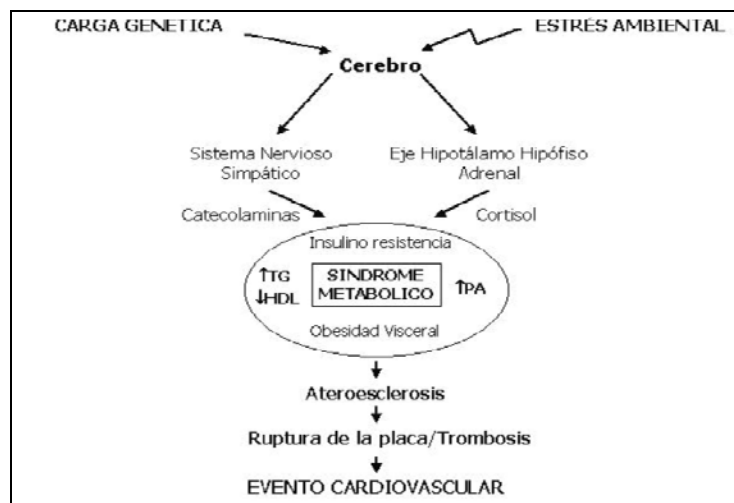 CARGA GENETICA
ESTRÉS AMBIENTAL
Cerebro
Sistema Nervioso
Simpático
Eje Hipotálamo Hipófiso
Adrenal
Catecolaminas
Cortisol
Insulino resistencia
↑TG
↓HDL
SINDROME
METABOLICO
↑PA
Obesidad Visceral
Ateroesclerosis
Ruptura de la placa/Trombosis
EVENTO CARDIOVASCULAR